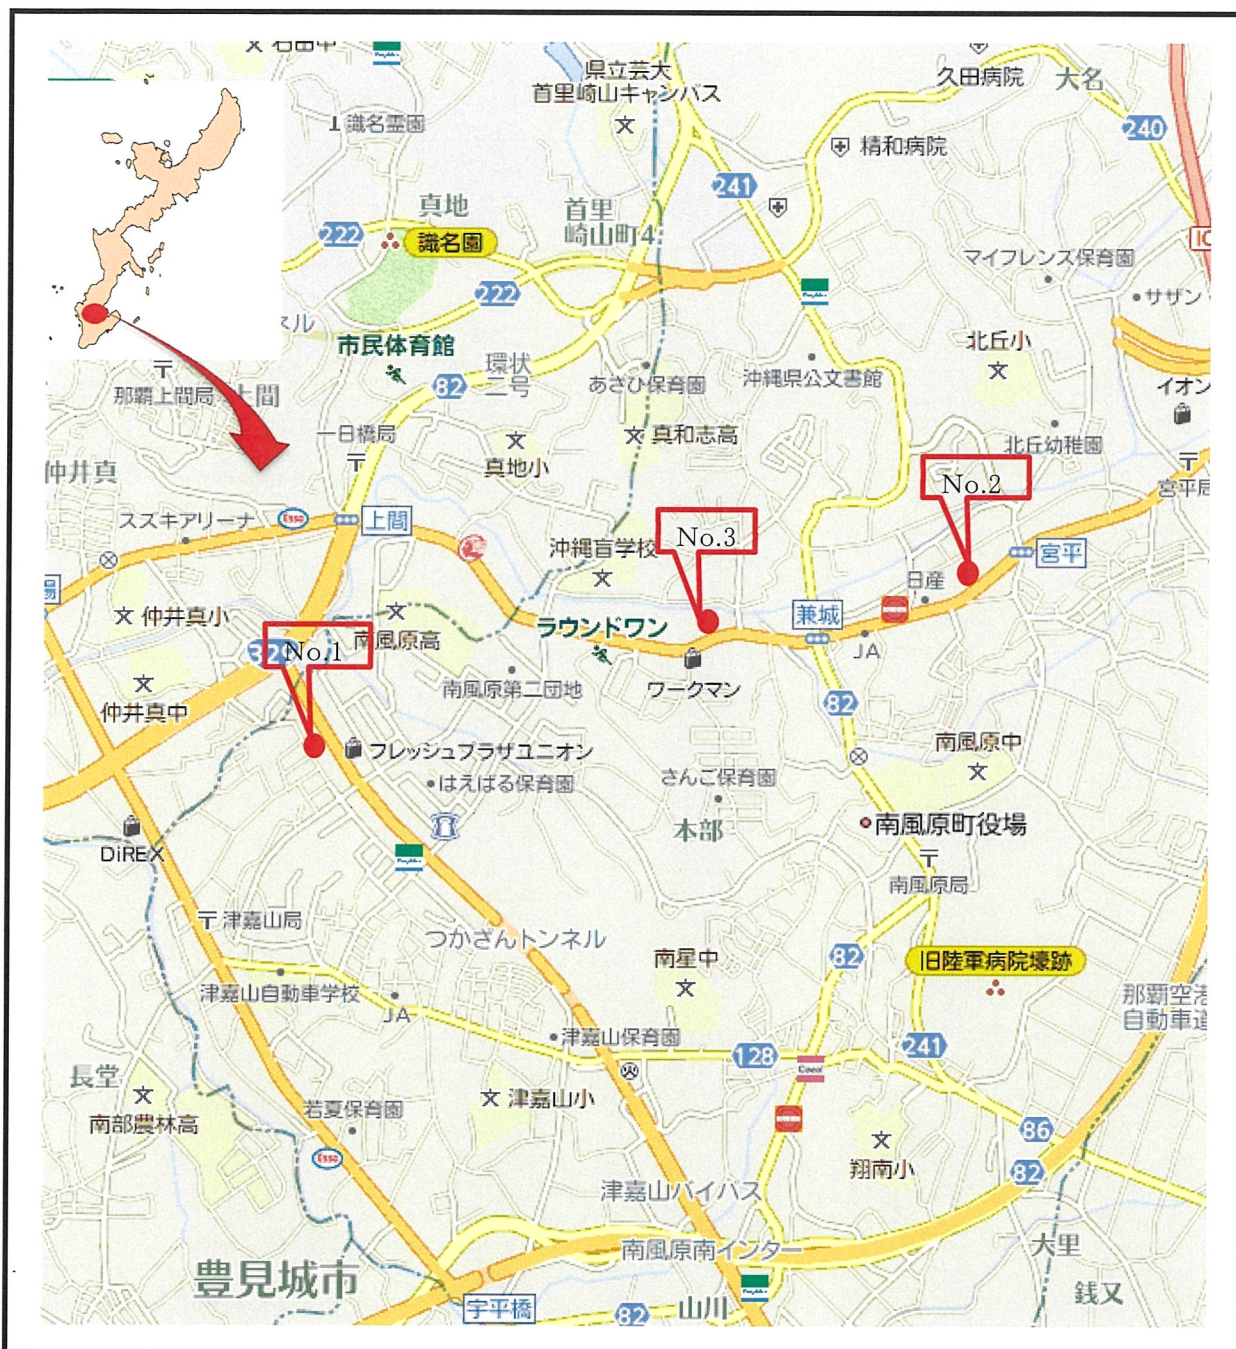 石田中
県立芸大
首里崎山キャンパス
久田病院
大名
識名霊園
240
精和病院
241
真地
首里
崎山町4
222
識名園
IC
マイフレンズ保育園
222
サザン
ネル
市民体育館
環状
二号
北丘小
82
あさひ保育園
沖縄県公文書館
イオン
那覇上間局
上間
一日橋局
真和志高
北丘幼稚園
仲井真
真地小
No.2
宮平局
スズキアリーナ
Esso
上間
沖縄盲学校
No.3
宮平
日産
仲井真小
南風原高
ラウンドワン
兼城
JA
329
No.1
南風原第二団地
ワークマン
仲井真中
82
フレッシュプラザユニオン
南風原中
はえばる保育園
さんご保育園
本部
南風原町役場
DiREX
南風原局
津嘉山局
つかざんトンネル
南星中
82
旧陸軍病院壕跡
津嘉山自動車学校
JA
那覇空港
自動車道
津嘉山保育園
128
241
長堂
南部農林高
若夏保育園
津嘉山小
86
Esso
翔南小
82
津嘉山バイパス
南風原南インター
大里
豊見城市
宇平橋
82
山川
銭又